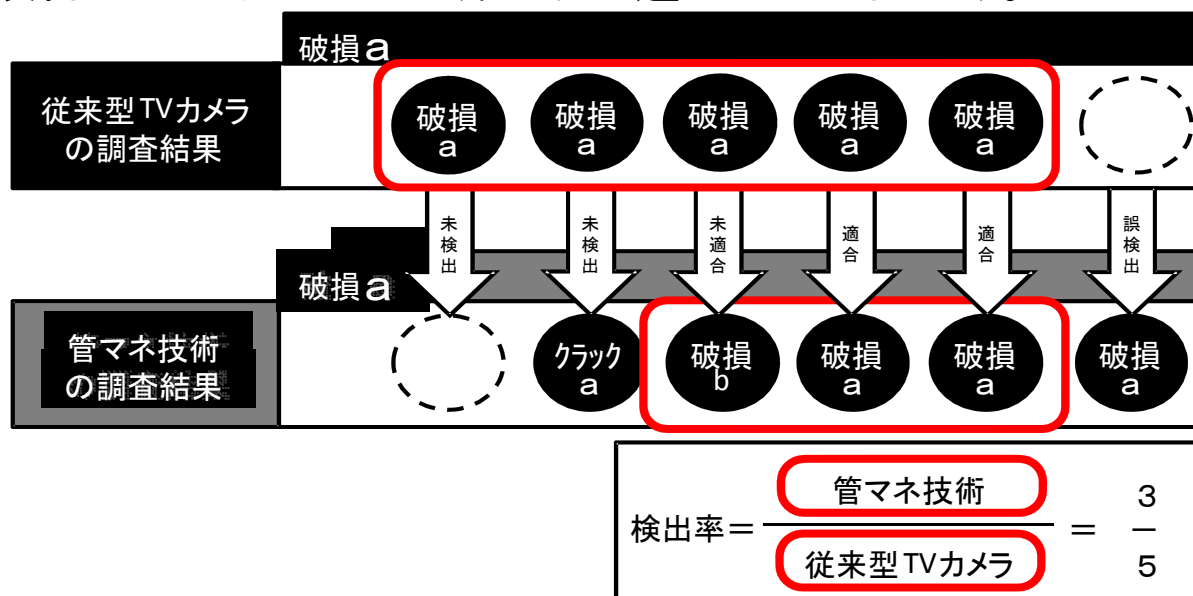 破損a
従来型TVカメラ
の調査結果
破損
a
破損
a
破損
a
破損
a
破損
a
未検出
未検出
未適合
適合
適合
誤検出
破損a
管マネ技術
の調査結果
クラック
a
破損
b
破損
a
破損
a
破損
a
検出率=
管マネ技術
従来型TVカメラ
=
3
5